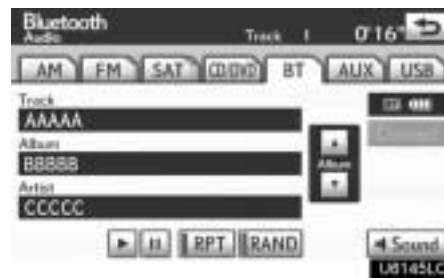 Bluetooth
Audio
Track 1 0'16"
AM FM SAT CD/DVD BT AUX USB
Track
AAAAA
Album
BBBBB
Artist
CCCCC
Album
RPT RAND
Sound
U8145LC